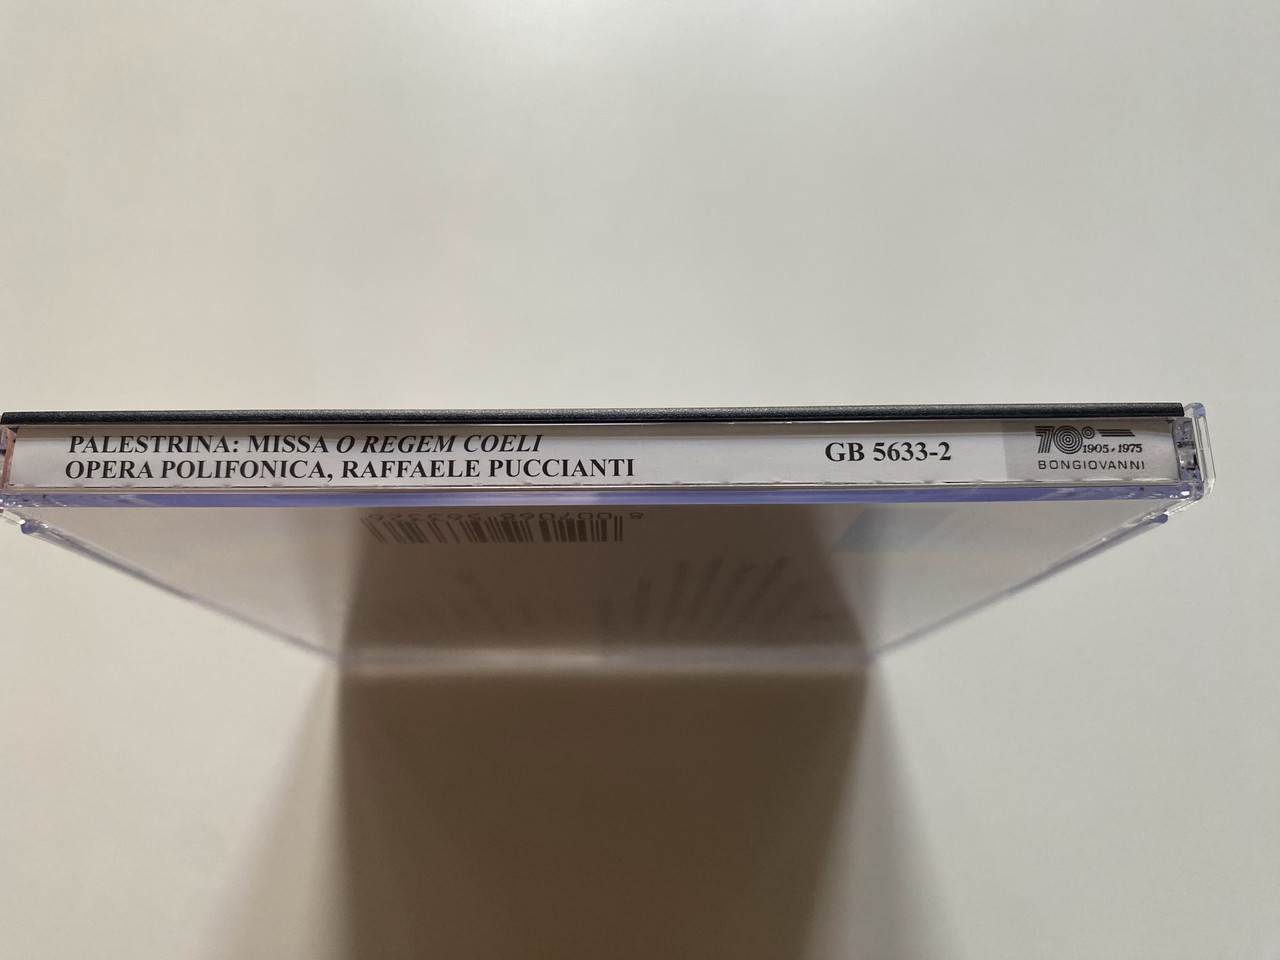 PALESTRINA: MISSA O REGEM COELI
OPERA POLIFONICA, RAFFAELE PUCCIANTI
GB 5633-2
70°
1905 • 1975
BONGIOVANNI